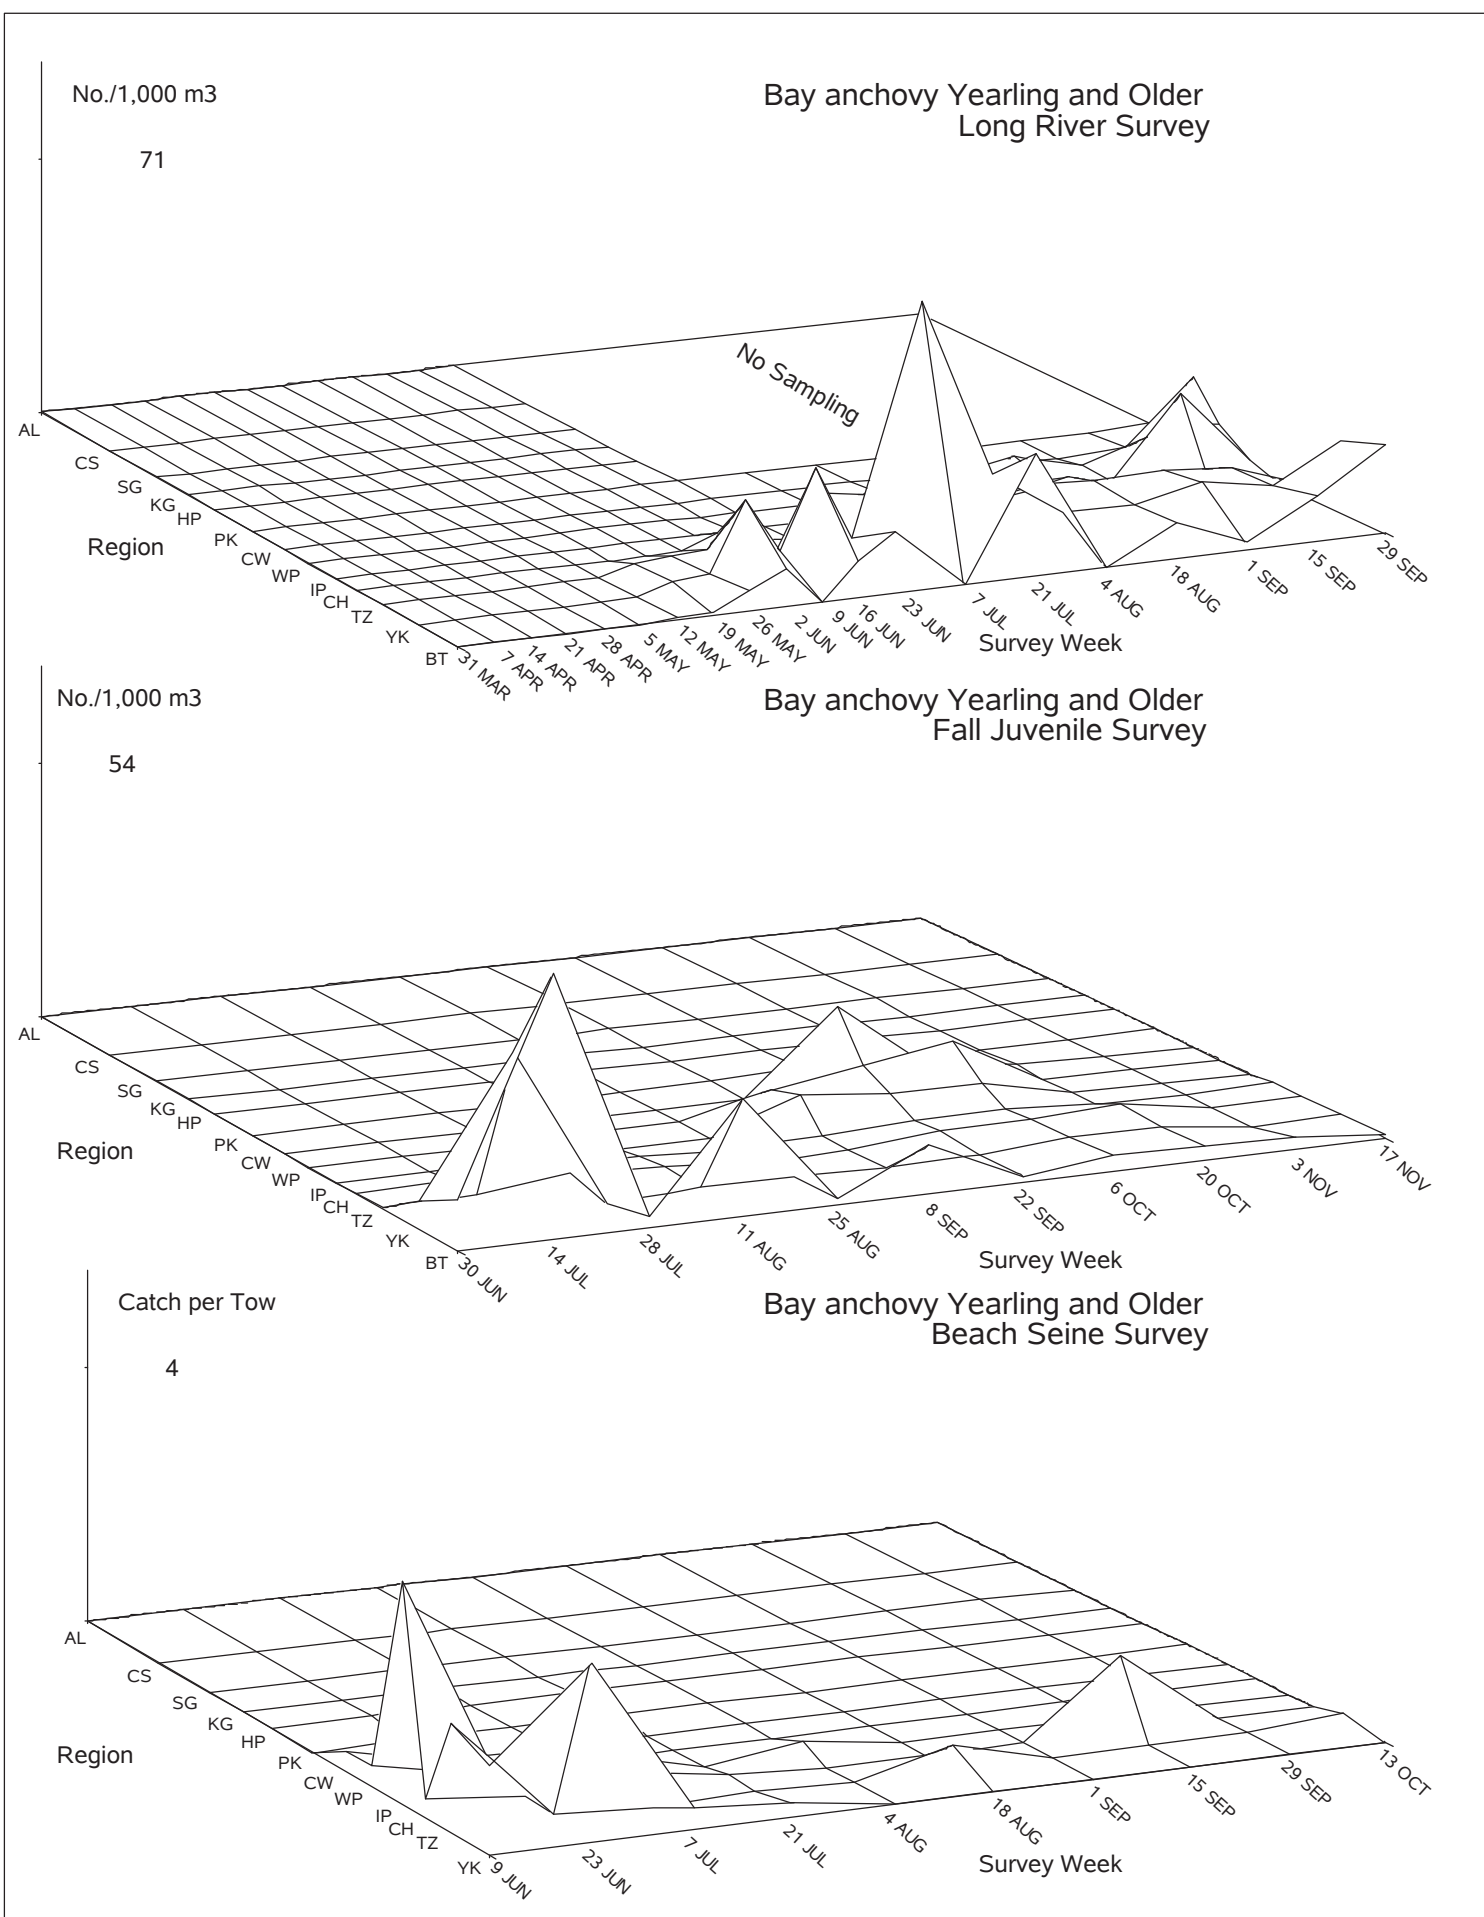 No./1,000 m3
Bay anchovy Yearling and Older
Long River Survey
71
No Sampling
AL
CS
SG
KG
HP
PK
CW
WP
IP
CH
TZ
YK
BT
Region
31 MAR
7 APR
14 APR
21 APR
28 APR
5 MAY
12 MAY
19 MAY
26 MAY
2 JUN
9 JUN
16 JUN
23 JUN
7 JUL
21 JUL
4 AUG
18 AUG
1 SEP
15 SEP
29 SEP
Survey Week
No./1,000 m3
Bay anchovy Yearling and Older
Fall Juvenile Survey
54
AL
CS
SG
KG
HP
PK
CW
WP
IP
CH
TZ
YK
BT
Region
30 JUN
14 JUL
28 JUL
11 AUG
25 AUG
8 SEP
22 SEP
6 OCT
20 OCT
3 NOV
17 NOV
Survey Week
Catch per Tow
Bay anchovy Yearling and Older
Beach Seine Survey
4
AL
CS
SG
KG
HP
PK
CW
WP
IP
CH
TZ
YK
Region
9 JUN
23 JUN
7 JUL
21 JUL
4 AUG
18 AUG
1 SEP
15 SEP
29 SEP
13 OCT
Survey Week